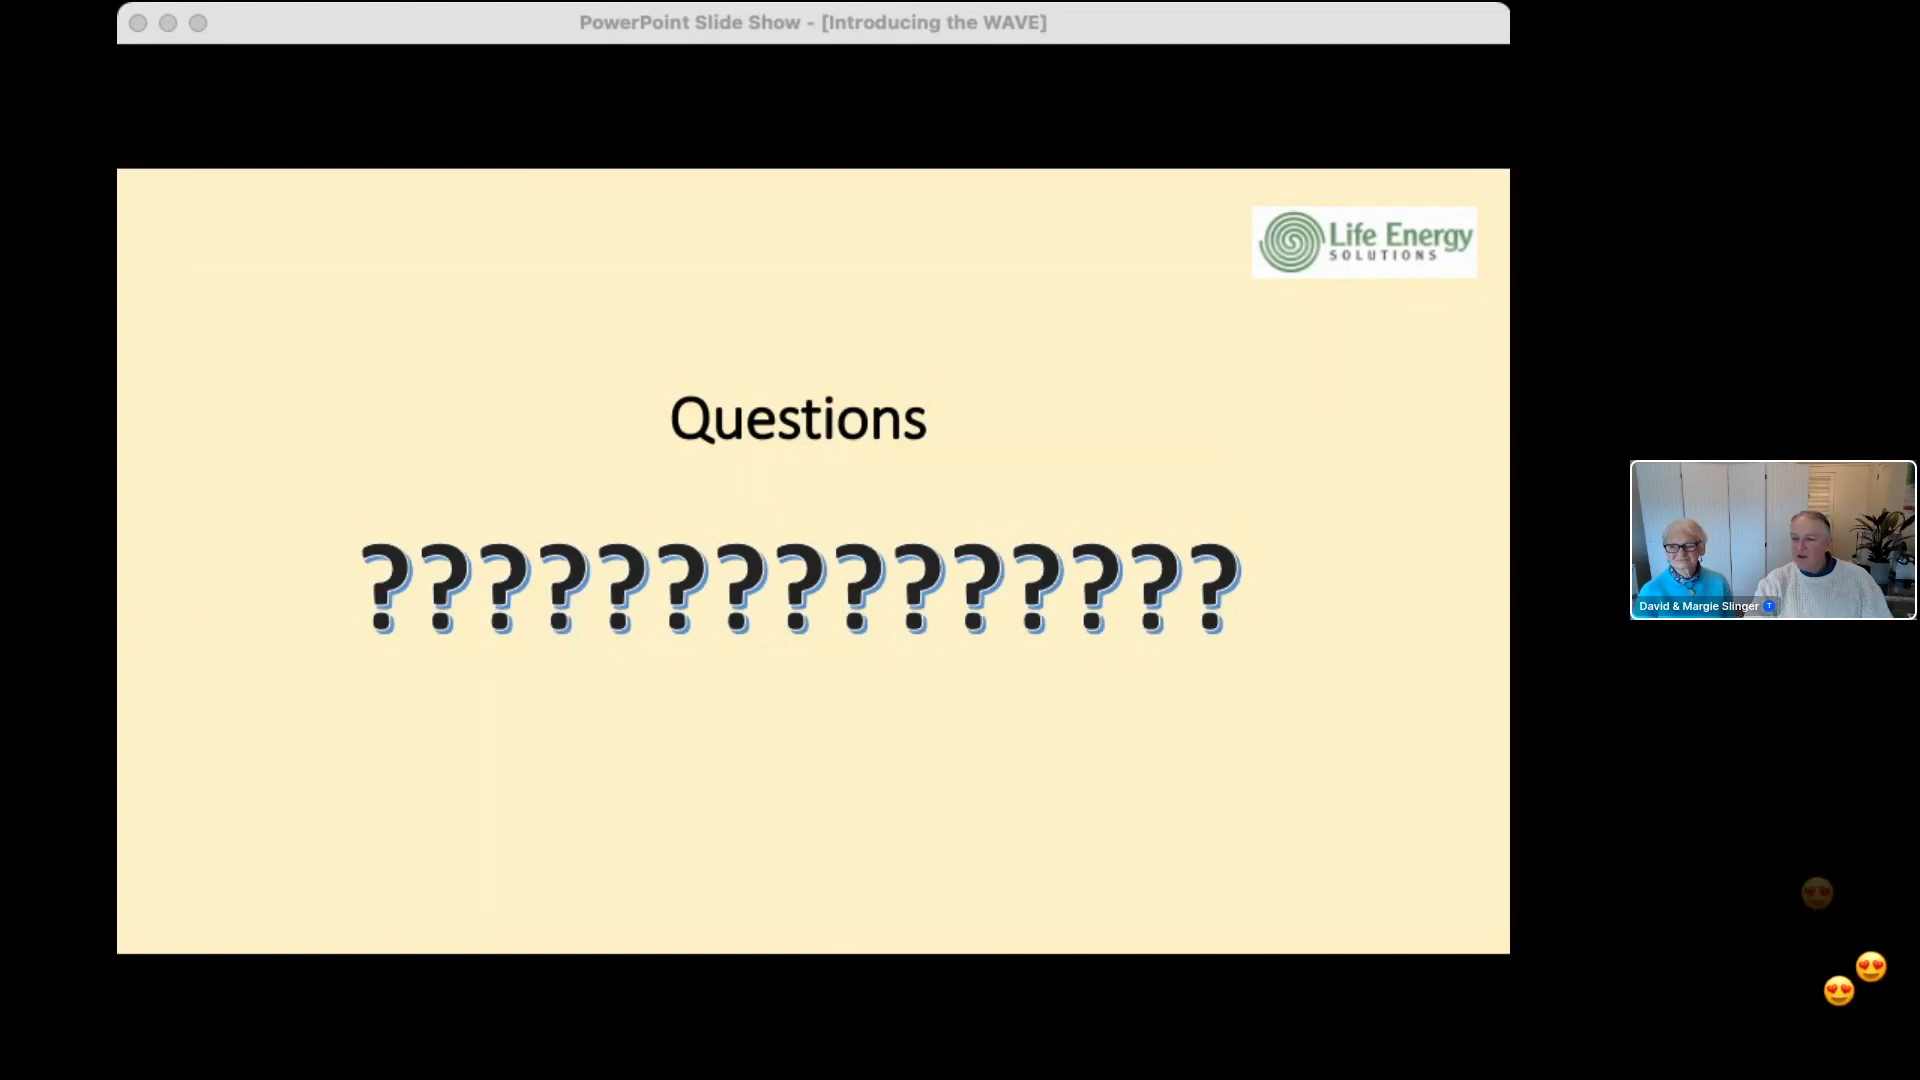 PowerPoint Slide Show - [Introducing the WAVE]
Life Energy
SOLUTIONS
Questions
???????????????
David & Margie Slinger
T